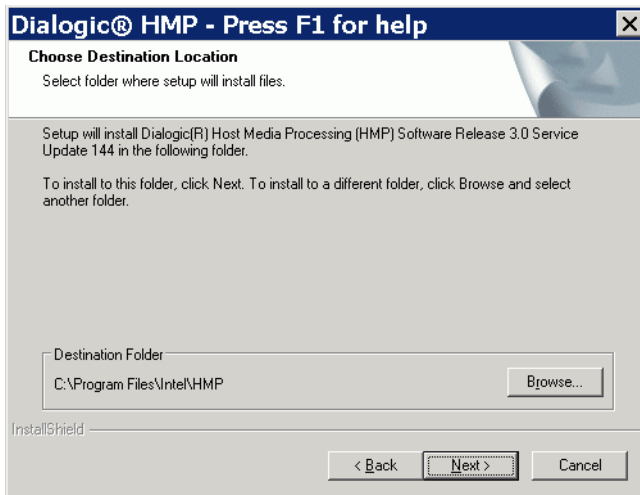 Dialogic® HMP - Press F1 for help
Choose Destination Location
Select folder where setup will install files.
Setup will install Dialogic(R) Host Media Processing (HMP) Software Release 3.0 Service
Update 144 in the following folder.
To install to this folder, click Next. To install to a different folder, click Browse and select
another folder.
Destination Folder
C:\Program Files\Intel\HMP
Browse...
InstallShield
< Back
Next >
Cancel